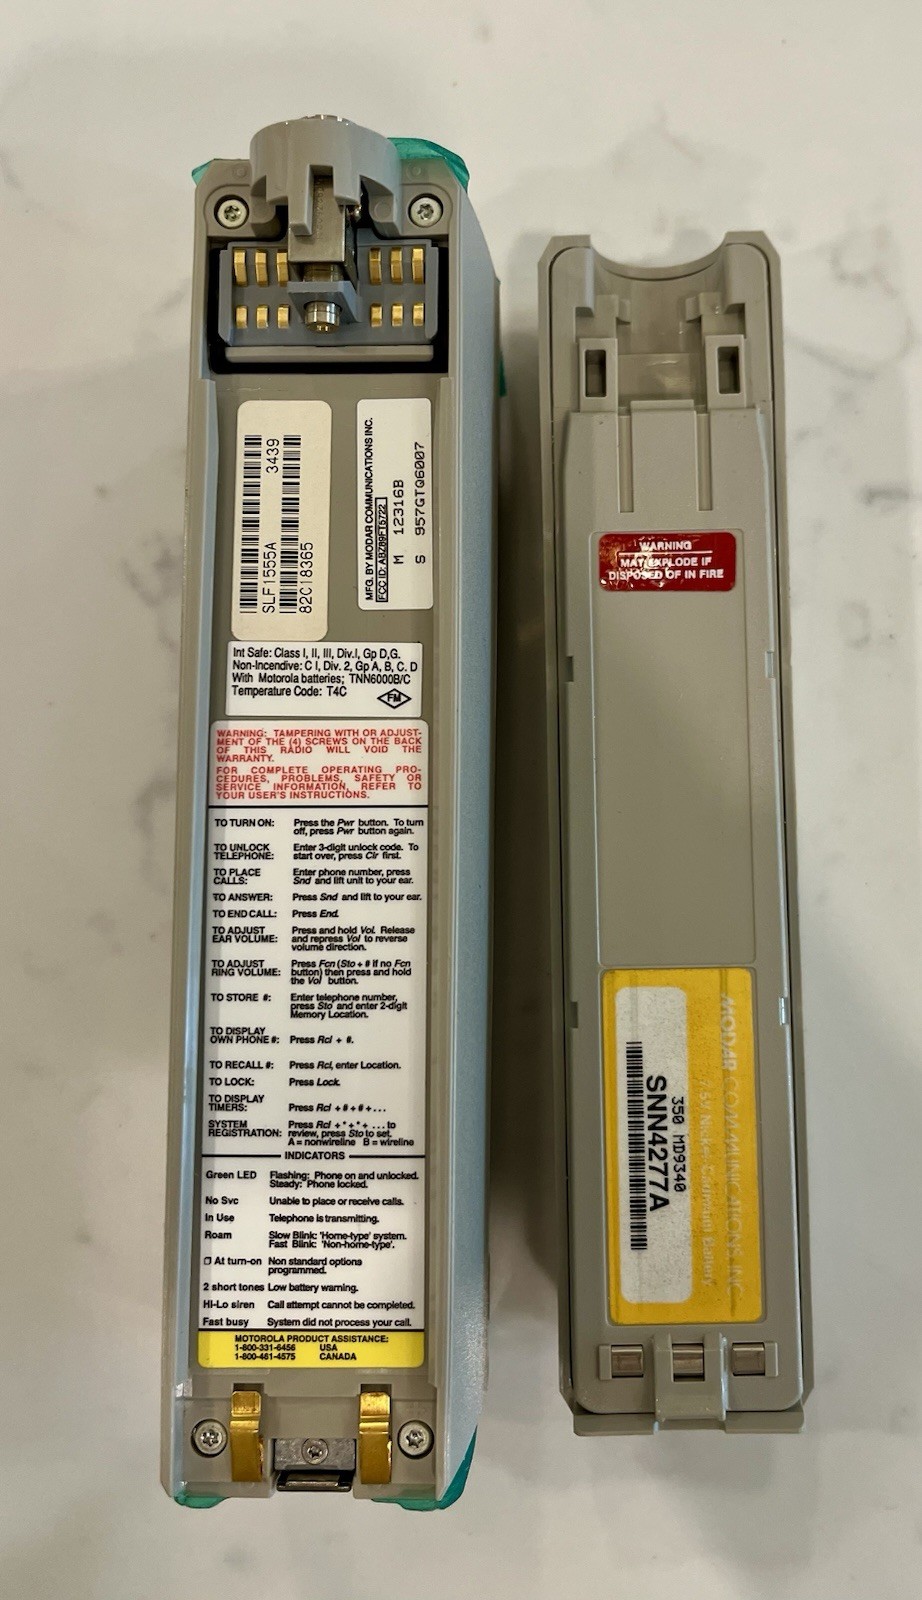 SLF1555A 3439
82C18365
MFG. BY MODAR COMMUNICATIONS INC.
FCC ID: ABZ89FT5722
M 12316B
S 957GTQ6007
Int Safe: Class I, II, III, Div.I, Gp D,G.
Non-Incendive: C I, Div. 2, Gp A, B, C. D
With Motorola batteries; TNN6000B/C
Temperature Code: T4C
FM
WARNING: TAMPERING WITH OR ADJUST-
MENT OF THE (4) SCREWS ON THE BACK
OF THIS RADIO WILL VOID THE
WARRANTY.
FOR COMPLETE OPERATING PRO-
CEDURES, PROBLEMS, SAFETY OR
SERVICE INFORMATION, REFER TO
YOUR USER'S INSTRUCTIONS.
TO TURN ON: Press the Pwr button. To turn
off, press Pwr button again.
TO UNLOCK Enter 3-digit unlock code. To
TELEPHONE: start over, press Clr first.
TO PLACE Enter phone number, press
CALLS: Snd and lift unit to your ear.
TO ANSWER: Press Snd and lift to your ear.
TO END CALL: Press End.
TO ADJUST Press and hold Vol. Release
EAR VOLUME: and repress Vol to reverse
volume direction.
TO ADJUST Press Fcn (Sto + # if no Fcn
RING VOLUME: button) then press and hold
the Vol button.
TO STORE #: Enter telephone number,
press Sto and enter 2-digit
Memory Location.
TO DISPLAY
OWN PHONE #: Press Rcl + #.
TO RECALL #: Press Rcl, enter Location.
TO LOCK: Press Lock.
TO DISPLAY
TIMERS: Press Rcl + # + # + ...
SYSTEM Press Rcl + * + * + ... to
REGISTRATION: review, press Sto to set.
A = nonwireline B = wireline
INDICATORS
Green LED Flashing: Phone on and unlocked.
Steady: Phone locked.
No Svc Unable to place or receive calls.
In Use Telephone is transmitting.
Roam Slow Blink: 'Home-type' system.
Fast Blink: 'Non-home-type'.
❒ At turn-on Non standard options
programmed.
2 short tones Low battery warning.
Hi-Lo siren Call attempt cannot be completed.
Fast busy System did not process your call.
MOTOROLA PRODUCT ASSISTANCE:
1-800-331-6456 USA
1-800-461-4575 CANADA
WARNING
MAY EXPLODE IF
DISPOSED OF IN FIRE
MODAR COMMUNICATIONS, INC.
7.5V Nickel Cadmium Battery
350 MD9340
SNN4277A